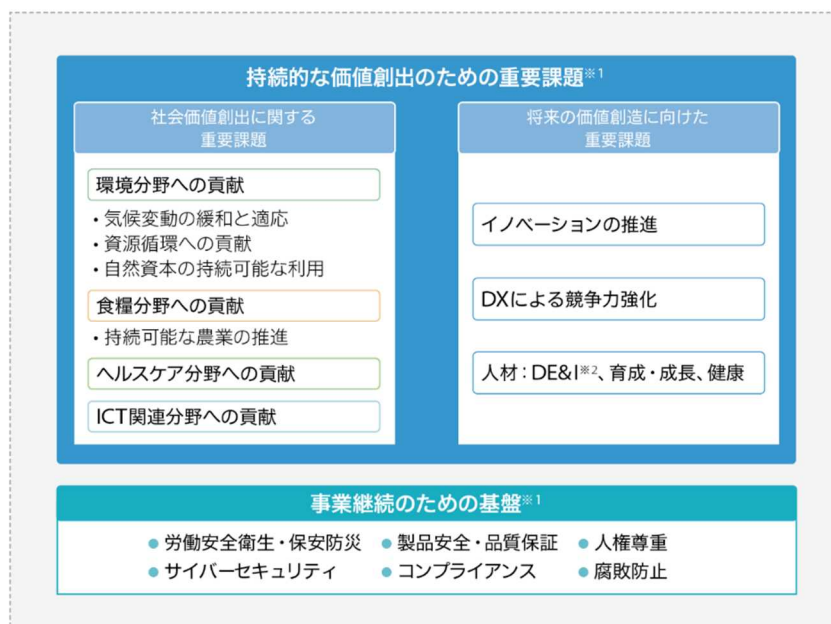 持続的な価値創出のための重要課題※1
社会価値創出に関する
重要課題
環境分野への貢献
・気候変動の緩和と適応
・資源循環への貢献
・自然資本の持続可能な利用
食糧分野への貢献
・持続可能な農業の推進
ヘルスケア分野への貢献
ICT関連分野への貢献
将来の価値創造に向けた
重要課題
イノベーションの推進
DXによる競争力強化
人材：DE&I※2、育成・成長、健康
事業継続のための基盤※1
● 労働安全衛生・保安防災 ● 製品安全・品質保証 ● 人権尊重
● サイバーセキュリティ ● コンプライアンス ● 腐敗防止